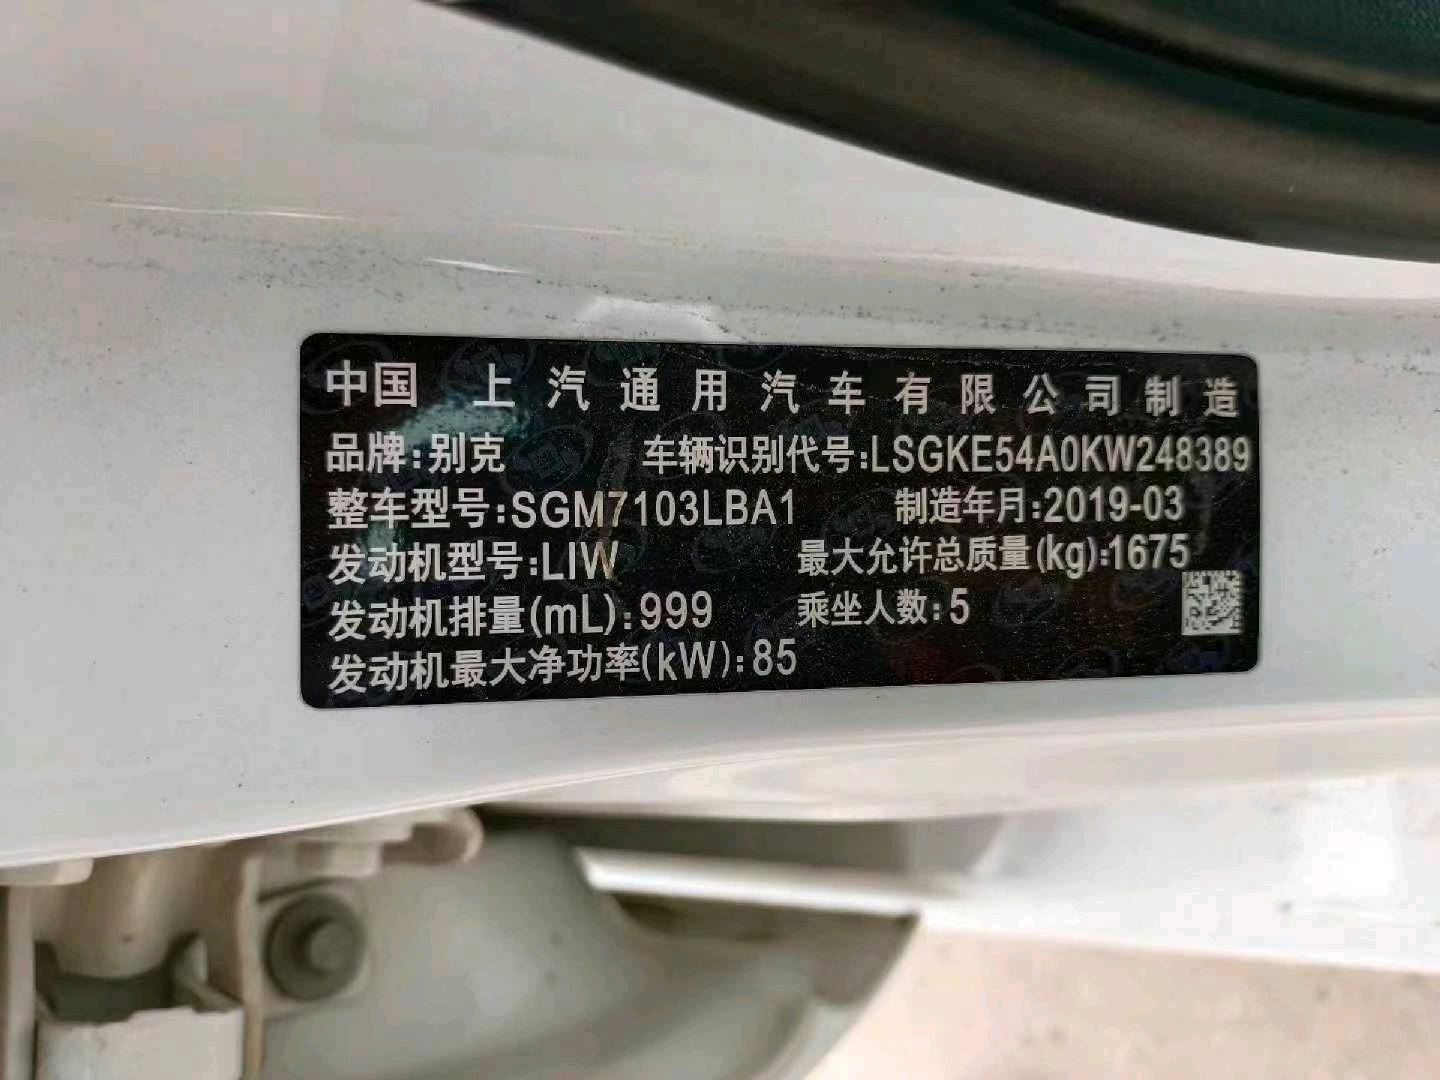 中国 上汽通用汽车有限公司制造
品牌:别克 车辆识别代号:LSGKE54A0KW248389
整车型号:SGM7103LBA1 制造年月:2019-03
发动机型号:LIW 最大允许总质量(kg):1675
发动机排量(mL):999 乘坐人数:5
发动机最大净功率(kW):85